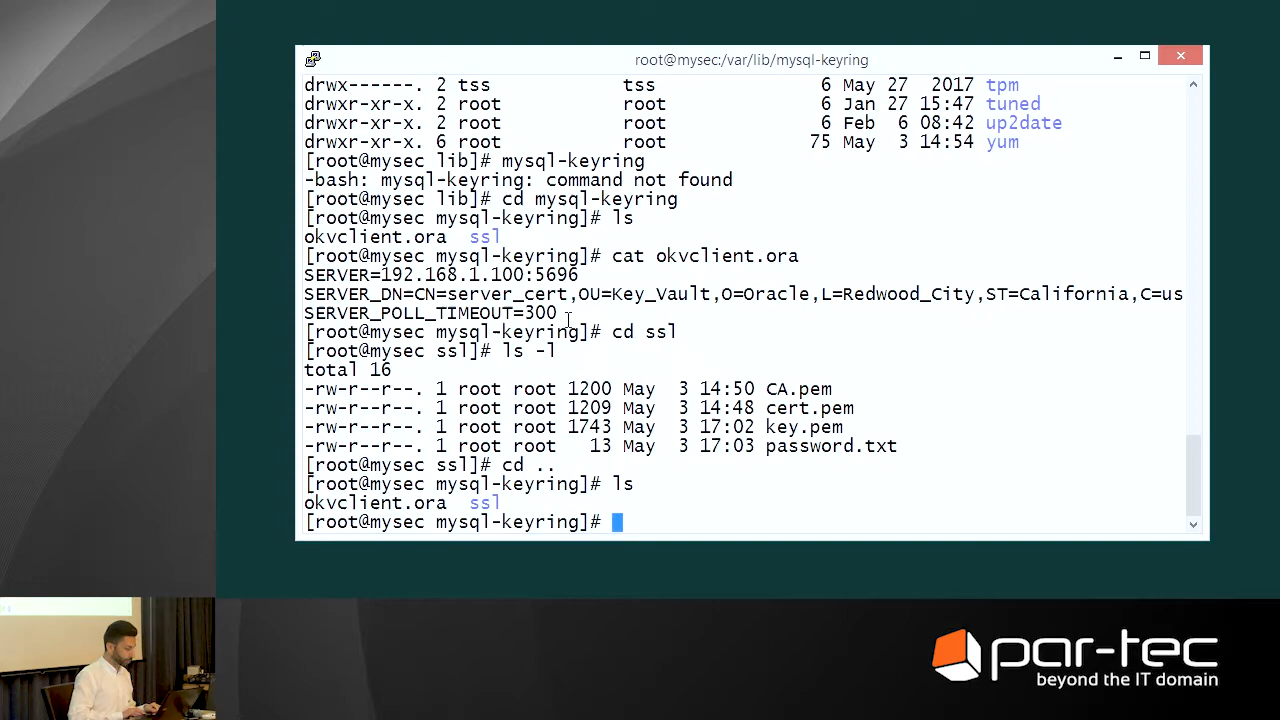 root@mysec:/var/lib/mysql-keyring
drwx------. 2 tss tss 6 May 27 2017 tpm
drwxr-xr-x. 2 root root 6 Jan 27 15:47 tuned
drwxr-xr-x. 2 root root 6 Feb 6 08:42 up2date
drwxr-xr-x. 6 root root 75 May 3 14:54 yum
[root@mysec lib]# mysql-keyring
-bash: mysql-keyring: command not found
[root@mysec lib]# cd mysql-keyring
[root@mysec mysql-keyring]# ls
okvclient.ora ssl
[root@mysec mysql-keyring]# cat okvclient.ora
SERVER=192.168.1.100:5696
SERVER_DN=CN=server_cert,OU=Key_Vault,O=Oracle,L=Redwood_City,ST=California,C=us
SERVER_POLL_TIMEOUT=300
[root@mysec mysql-keyring]# cd ssl
[root@mysec ssl]# ls -l
total 16
-rw-r--r--. 1 root root 1200 May 3 14:50 CA.pem
-rw-r--r--. 1 root root 1209 May 3 14:48 cert.pem
-rw-r--r--. 1 root root 1743 May 3 17:02 key.pem
-rw-r--r--. 1 root root 13 May 3 17:03 password.txt
[root@mysec ssl]# cd ..
[root@mysec mysql-keyring]# ls
okvclient.ora ssl
[root@mysec mysql-keyring]#
par-tec
beyond the IT domain